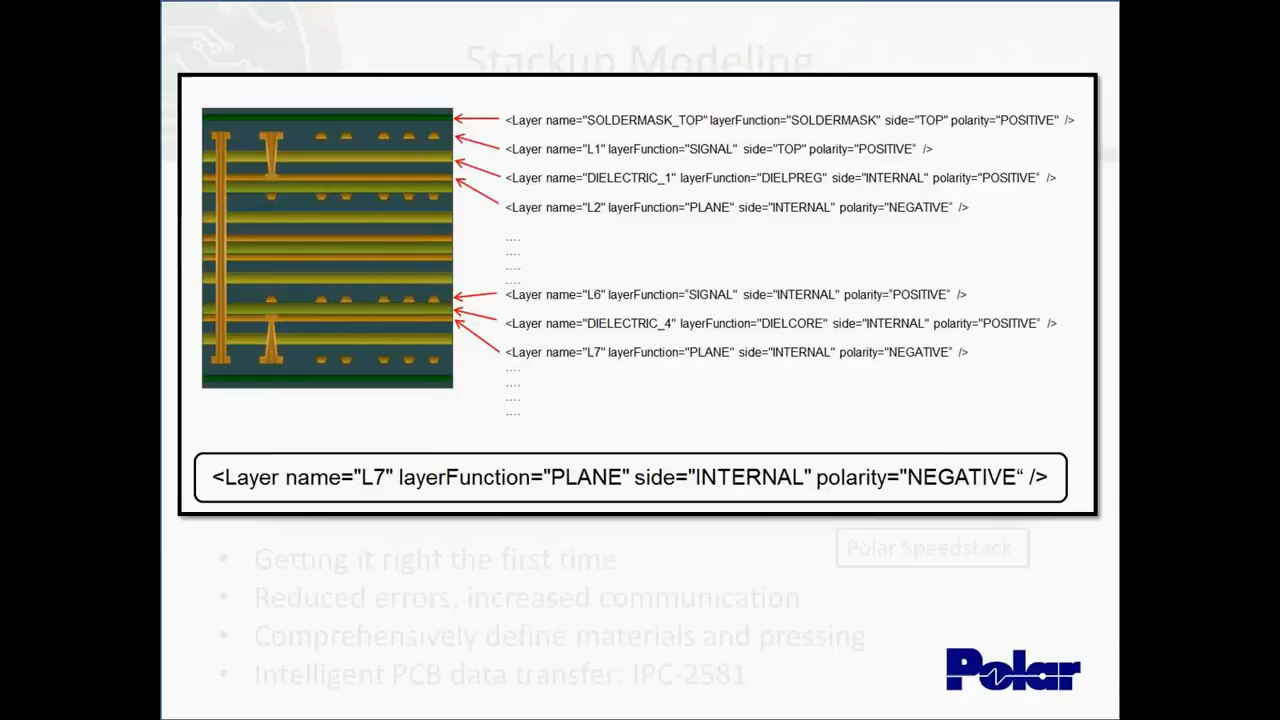 Stackup Modeling
<Layer name="SOLDERMASK_TOP" layerFunction="SOLDERMASK" side="TOP" polarity="POSITIVE" />
<Layer name="L1" layerFunction="SIGNAL" side="TOP" polarity="POSITIVE“ />
<Layer name="DIELECTRIC_1" layerFunction="DIELPREG" side="INTERNAL" polarity="POSITIVE“ />
<Layer name="L2" layerFunction="PLANE" side="INTERNAL" polarity="NEGATIVE“ />
....
....
....
....
<Layer name="L6" layerFunction=“SIGNAL" side="INTERNAL" polarity=“POSITIVE“ />
<Layer name="DIELECTRIC_4" layerFunction="DIELCORE" side="INTERNAL" polarity="POSITIVE“ />
<Layer name="L7" layerFunction="PLANE" side="INTERNAL" polarity="NEGATIVE“ />
....
....
....
....
<Layer name="L7" layerFunction="PLANE" side="INTERNAL" polarity="NEGATIVE“ />
Polar Speedstack
• Getting it right the first time
• Reduced errors, increased communication
• Comprehensively define materials and pressing
• Intelligent PCB data transfer: IPC-2581
Polar